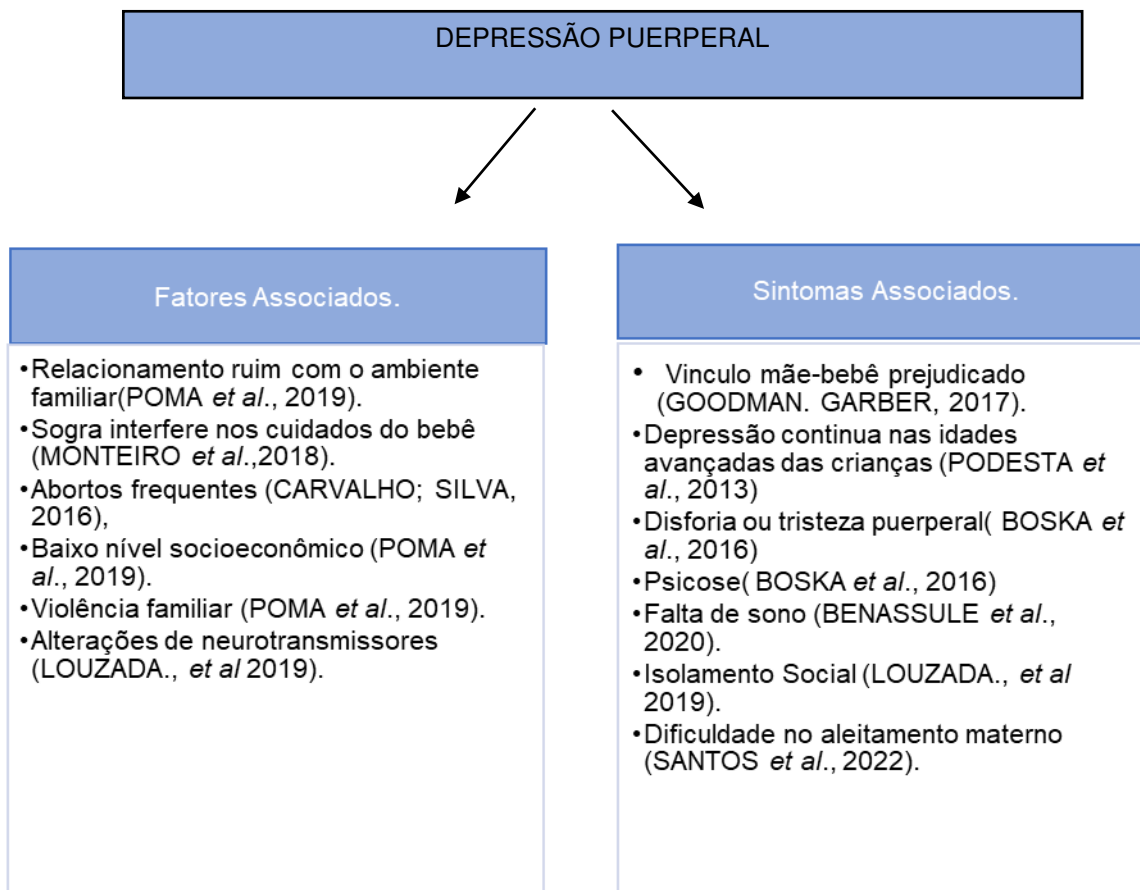 DEPRESSÃO PUERPERAL
Fatores Associados.
•Relacionamento ruim com o ambiente
familiar(POMA et al., 2019).
•Sogra interfere nos cuidados do bebê
(MONTEIRO et al.,2018).
•Abortos frequentes (CARVALHO; SILVA,
2016),
•Baixo nível socioeconômico (POMA et
al., 2019).
•Violência familiar (POMA et al., 2019).
•Alterações de neurotransmissores
(LOUZADA., et al 2019).
Sintomas Associados.
• Vinculo mãe-bebê prejudicado
(GOODMAN. GARBER, 2017).
•Depressão continua nas idades
avançadas das crianças (PODESTA et
al., 2013)
•Disforia ou tristeza puerperal( BOSKA et
al., 2016)
•Psicose( BOSKA et al., 2016)
•Falta de sono (BENASSULE et al.,
2020).
•Isolamento Social (LOUZADA., et al
2019).
•Dificuldade no aleitamento materno
(SANTOS et al., 2022).